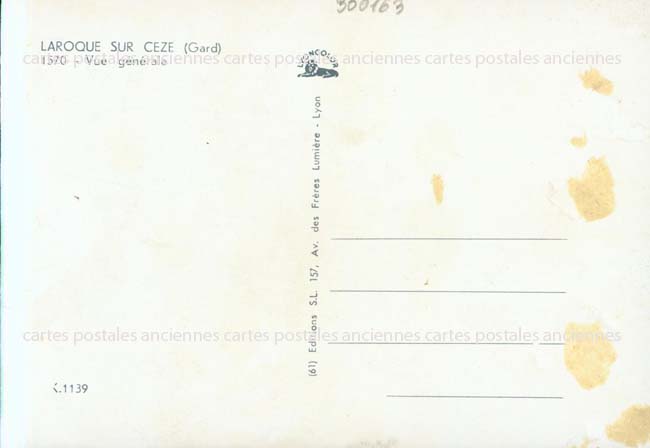 300163
LAROQUE SUR CEZE (Gard)
1570 - Vue générale
LYONCOLOR
(61) Editions S.L. 157, Av. des Frères Lumière - Lyon
K.1139
cartes postales anciennes cartes postales anciennes cartes postales anciennes
cartes postales anciennes cartes postales anciennes cartes postales anciennes